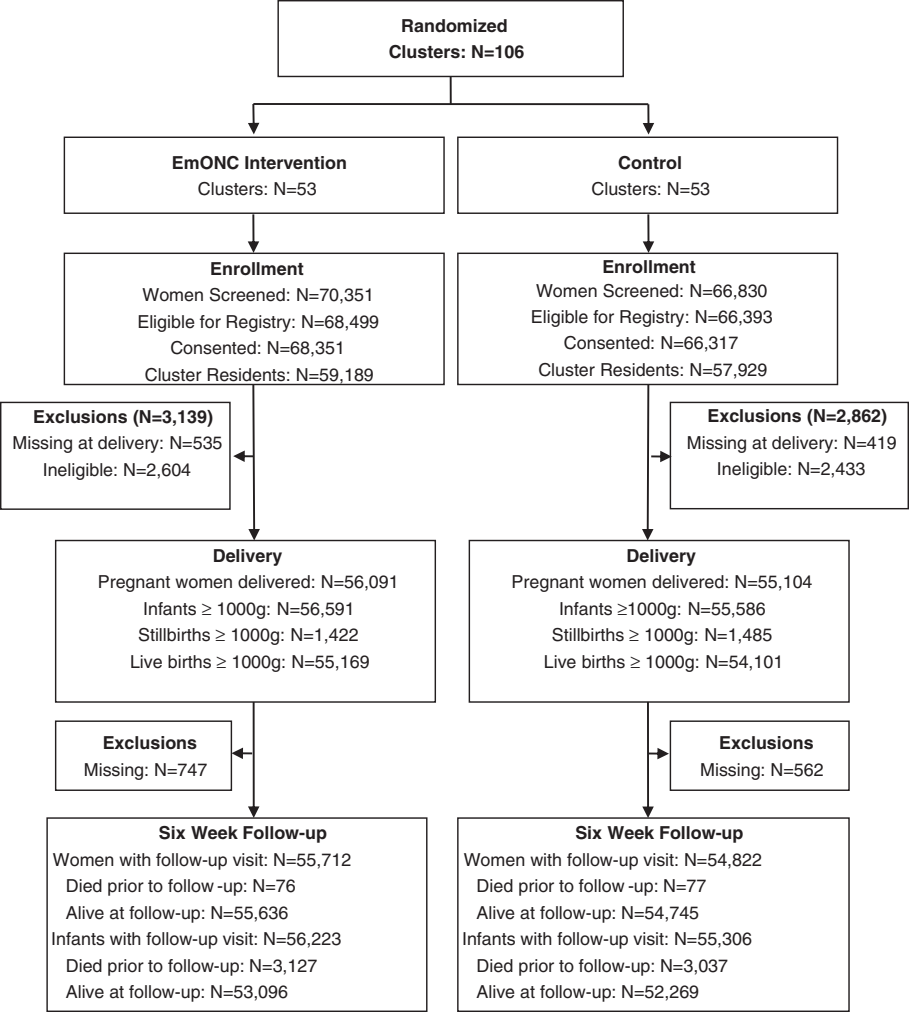 Randomized
Clusters: N=106
EmONC Intervention
Clusters: N=53
Control
Clusters: N=53
Enrollment
Women Screened: N=70,351
Eligible for Registry: N=68,499
Consented: N=68,351
Cluster Residents: N=59,189
Enrollment
Women Screened: N=66,830
Eligible for Registry: N=66,393
Consented: N=66,317
Cluster Residents: N=57,929
Exclusions (N=3,139)
Missing at delivery: N=535
Ineligible: N=2,604
Exclusions (N=2,862)
Missing at delivery: N=419
Ineligible: N=2,433
Delivery
Pregnant women delivered: N=56,091
Infants ≥ 1000g: N=56,591
Stillbirths ≥ 1000g: N=1,422
Live births ≥ 1000g: N=55,169
Delivery
Pregnant women delivered: N=55,104
Infants ≥1000g: N=55,586
Stillbirths ≥ 1000g: N=1,485
Live births ≥ 1000g: N=54,101
Exclusions
Missing: N=747
Exclusions
Missing: N=562
Six Week Follow-up
Women with follow-up visit: N=55,712
Died prior to follow-up: N=76
Alive at follow-up: N=55,636
Infants with follow-up visit: N=56,223
Died prior to follow-up: N=3,127
Alive at follow-up: N=53,096
Six Week Follow-up
Women with follow-up visit: N=54,822
Died prior to follow-up: N=77
Alive at follow-up: N=54,745
Infants with follow-up visit: N=55,306
Died prior to follow-up: N=3,037
Alive at follow-up: N=52,269